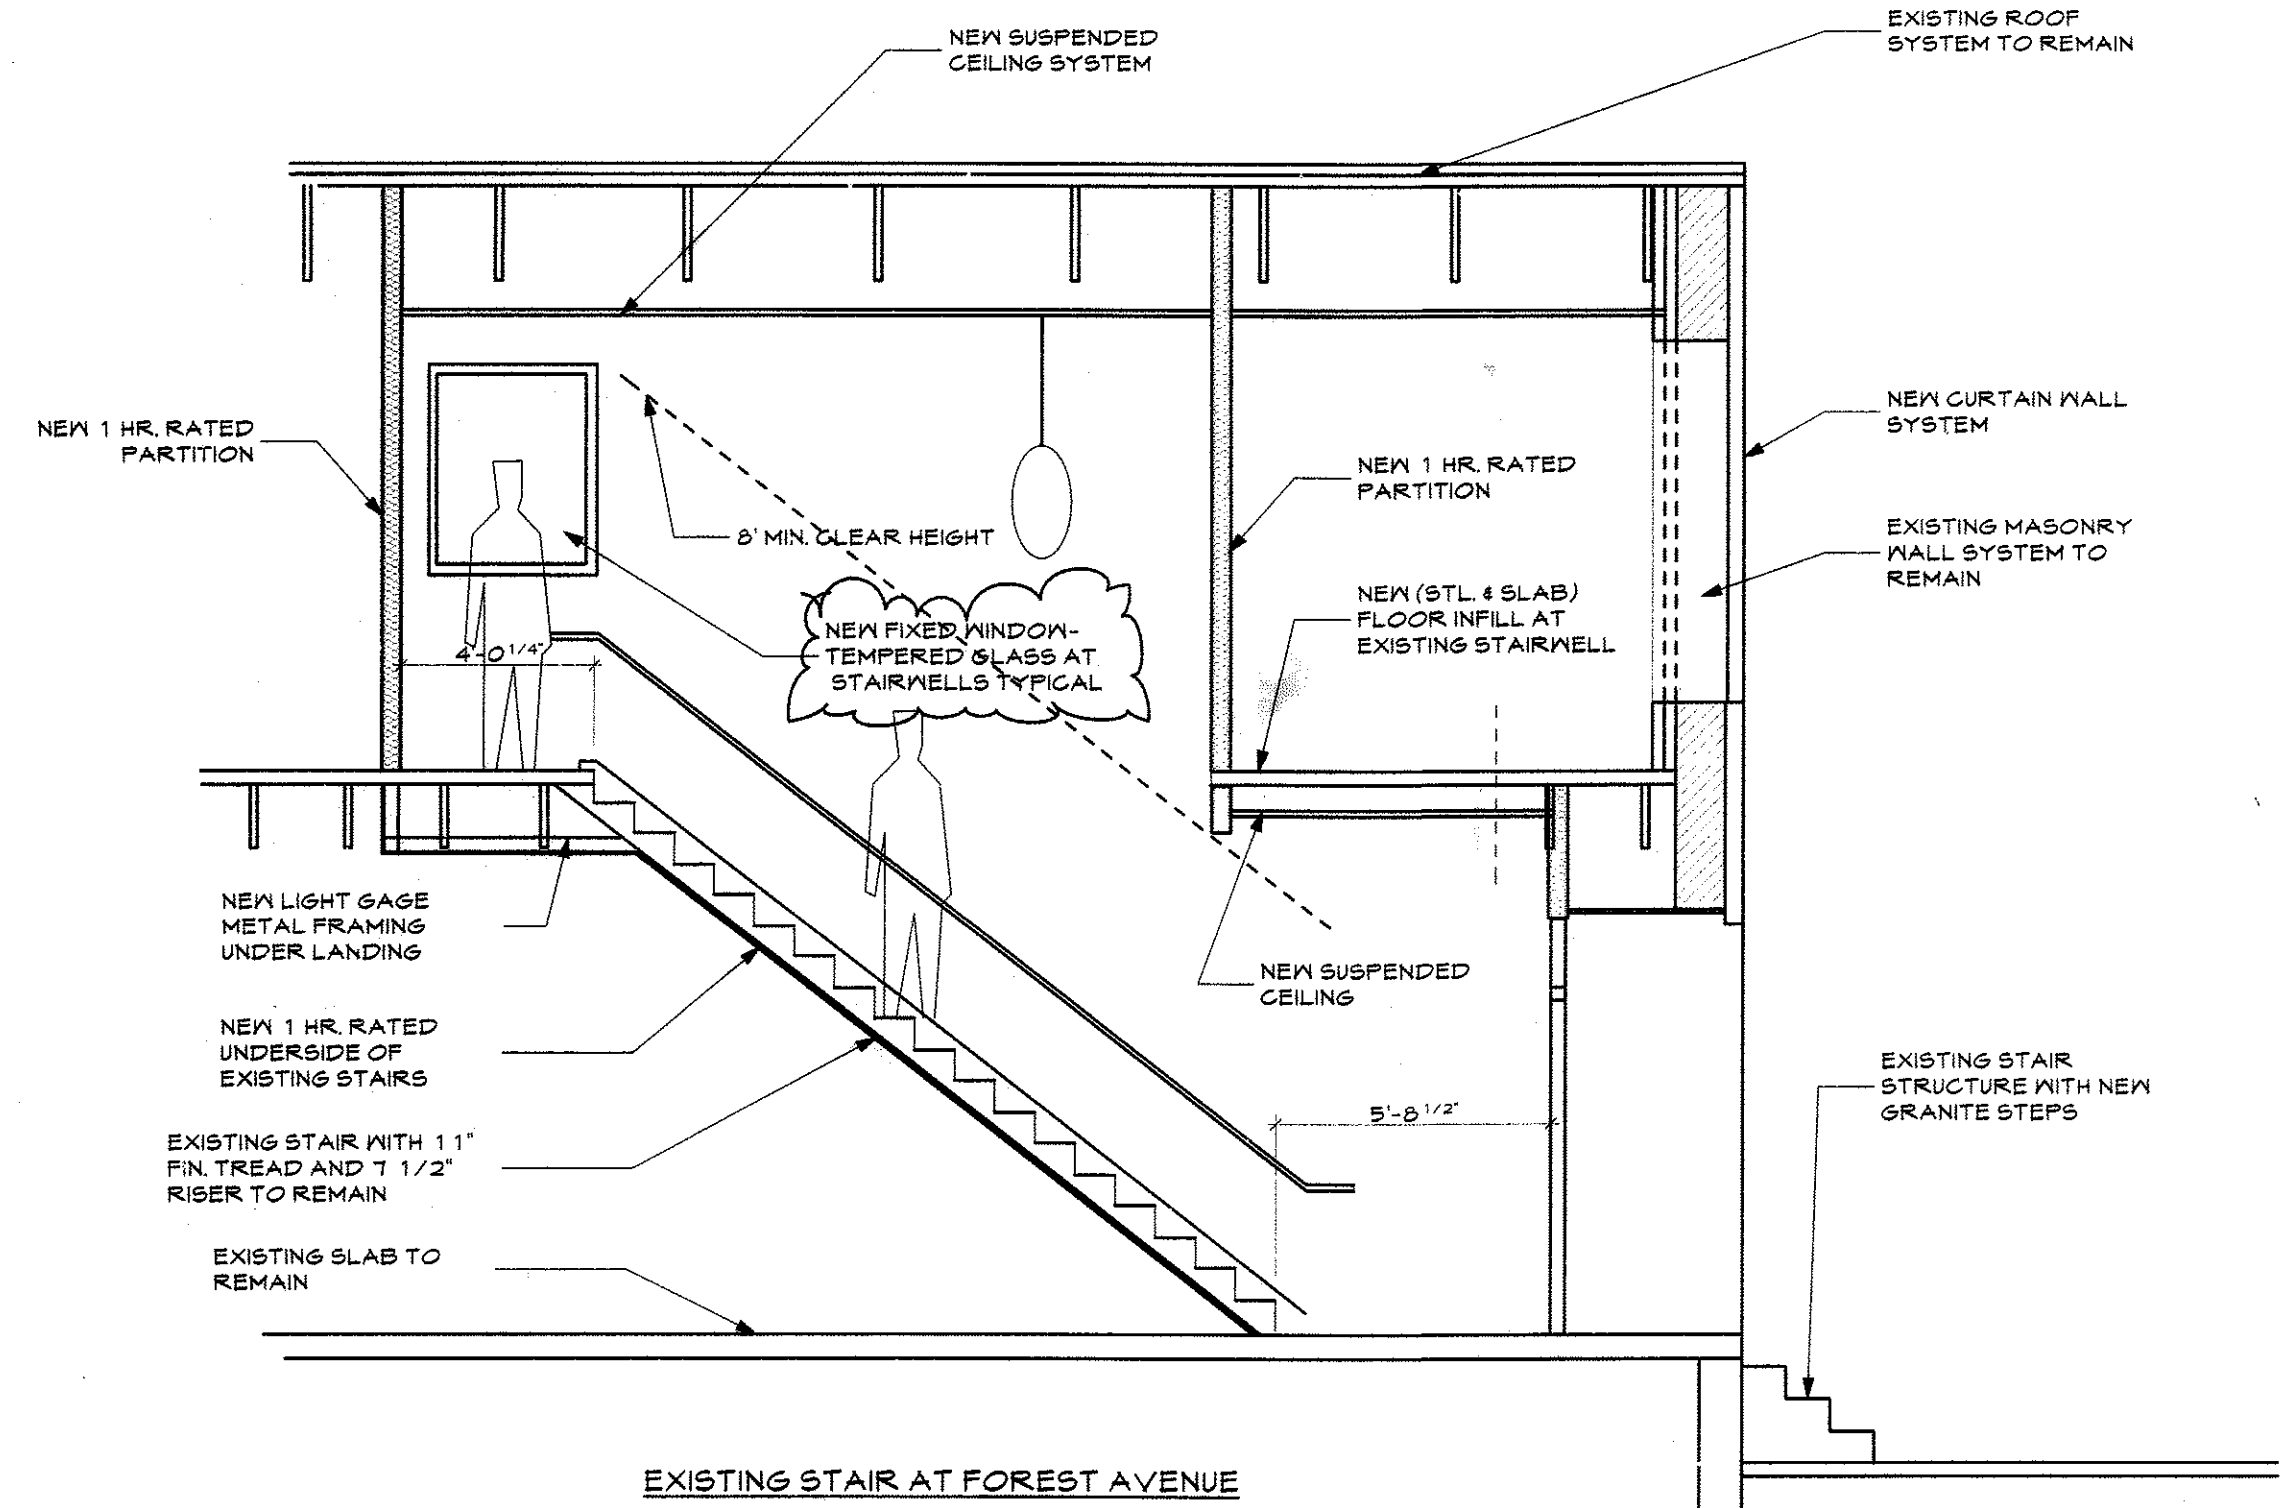 NEW SUSPENDED
CEILING SYSTEM
EXISTING ROOF
SYSTEM TO REMAIN
NEW 1 HR. RATED
PARTITION
8' MIN. CLEAR HEIGHT
NEW 1 HR. RATED
PARTITION
NEW CURTAIN WALL
SYSTEM
EXISTING MASONRY
WALL SYSTEM TO
REMAIN
NEW (STL. & SLAB)
FLOOR INFILL AT
EXISTING STAIRWELL
NEW FIXED WINDOW-
TEMPERED GLASS AT
STAIRWELLS TYPICAL
4'-0 1/4"
NEW LIGHT GAGE
METAL FRAMING
UNDER LANDING
NEW SUSPENDED
CEILING
NEW 1 HR. RATED
UNDERSIDE OF
EXISTING STAIRS
EXISTING STAIR
STRUCTURE WITH NEW
GRANITE STEPS
5'-8 1/2"
EXISTING STAIR WITH 11"
FIN. TREAD AND 7 1/2"
RISER TO REMAIN
EXISTING SLAB TO
REMAIN
EXISTING STAIR AT FOREST AVENUE